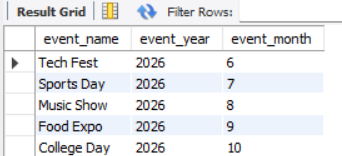 Result Grid Filter Rows:
event_name event_year event_month
Tech Fest 2026 6
Sports Day 2026 7
Music Show 2026 8
Food Expo 2026 9
College Day 2026 10